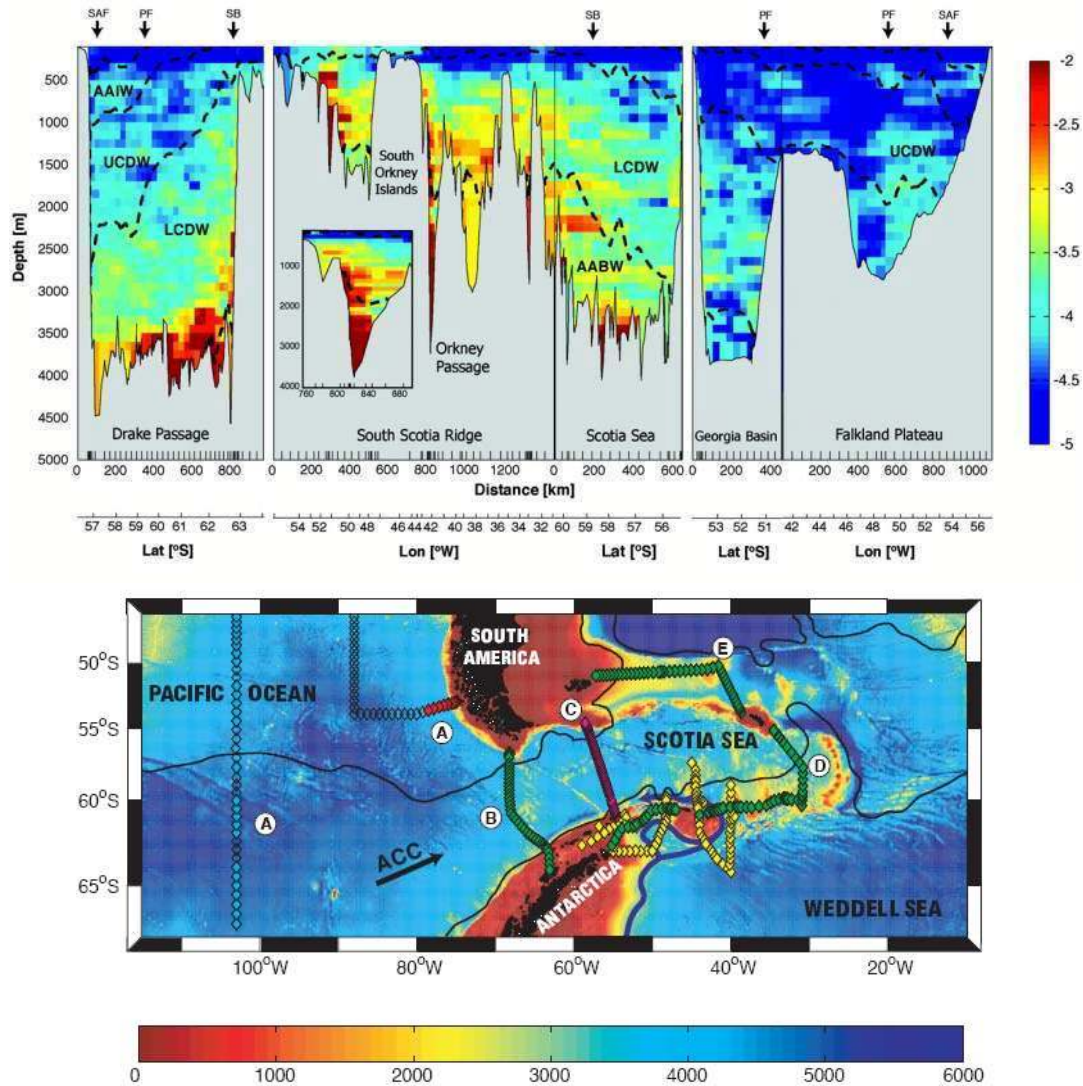 SAF PF SB SB PF PF SAF
500
1000
1500
2000
2500
3000
3500
4000
4500
5000
Depth [m]
AAIW
UCDW
LCDW
South
Orkney
Islands
1000
2000
3000
4000
760 800 840 880
Orkney
Passage
LCDW
AABW
UCDW
Drake Passage South Scotia Ridge Scotia Sea Georgia Basin Falkland Plateau
0 200 400 600 800 0 200 400 600 800 1000 1200 0 200 400 600 0 200 0 200 400 600 800 1000
Distance [km]
57 58 59 60 61 62 63 54 52 50 48 46 44 42 40 38 36 34 32 60 59 58 57 56 53 52 51 42 44 46 48 50 52 54 56
Lat [°S] Lon [°W] Lat [°S] Lat [°S] Lon [°W]
-2
-2.5
-3
-3.5
-4
-4.5
-5
50°S
55°S
60°S
65°S
SOUTH
AMERICA
PACIFIC OCEAN
E
C
A
SCOTIA SEA
D
B
A
ACC
ANTARCTICA
WEDDELL SEA
100°W 80°W 60°W 40°W 20°W
0 1000 2000 3000 4000 5000 6000